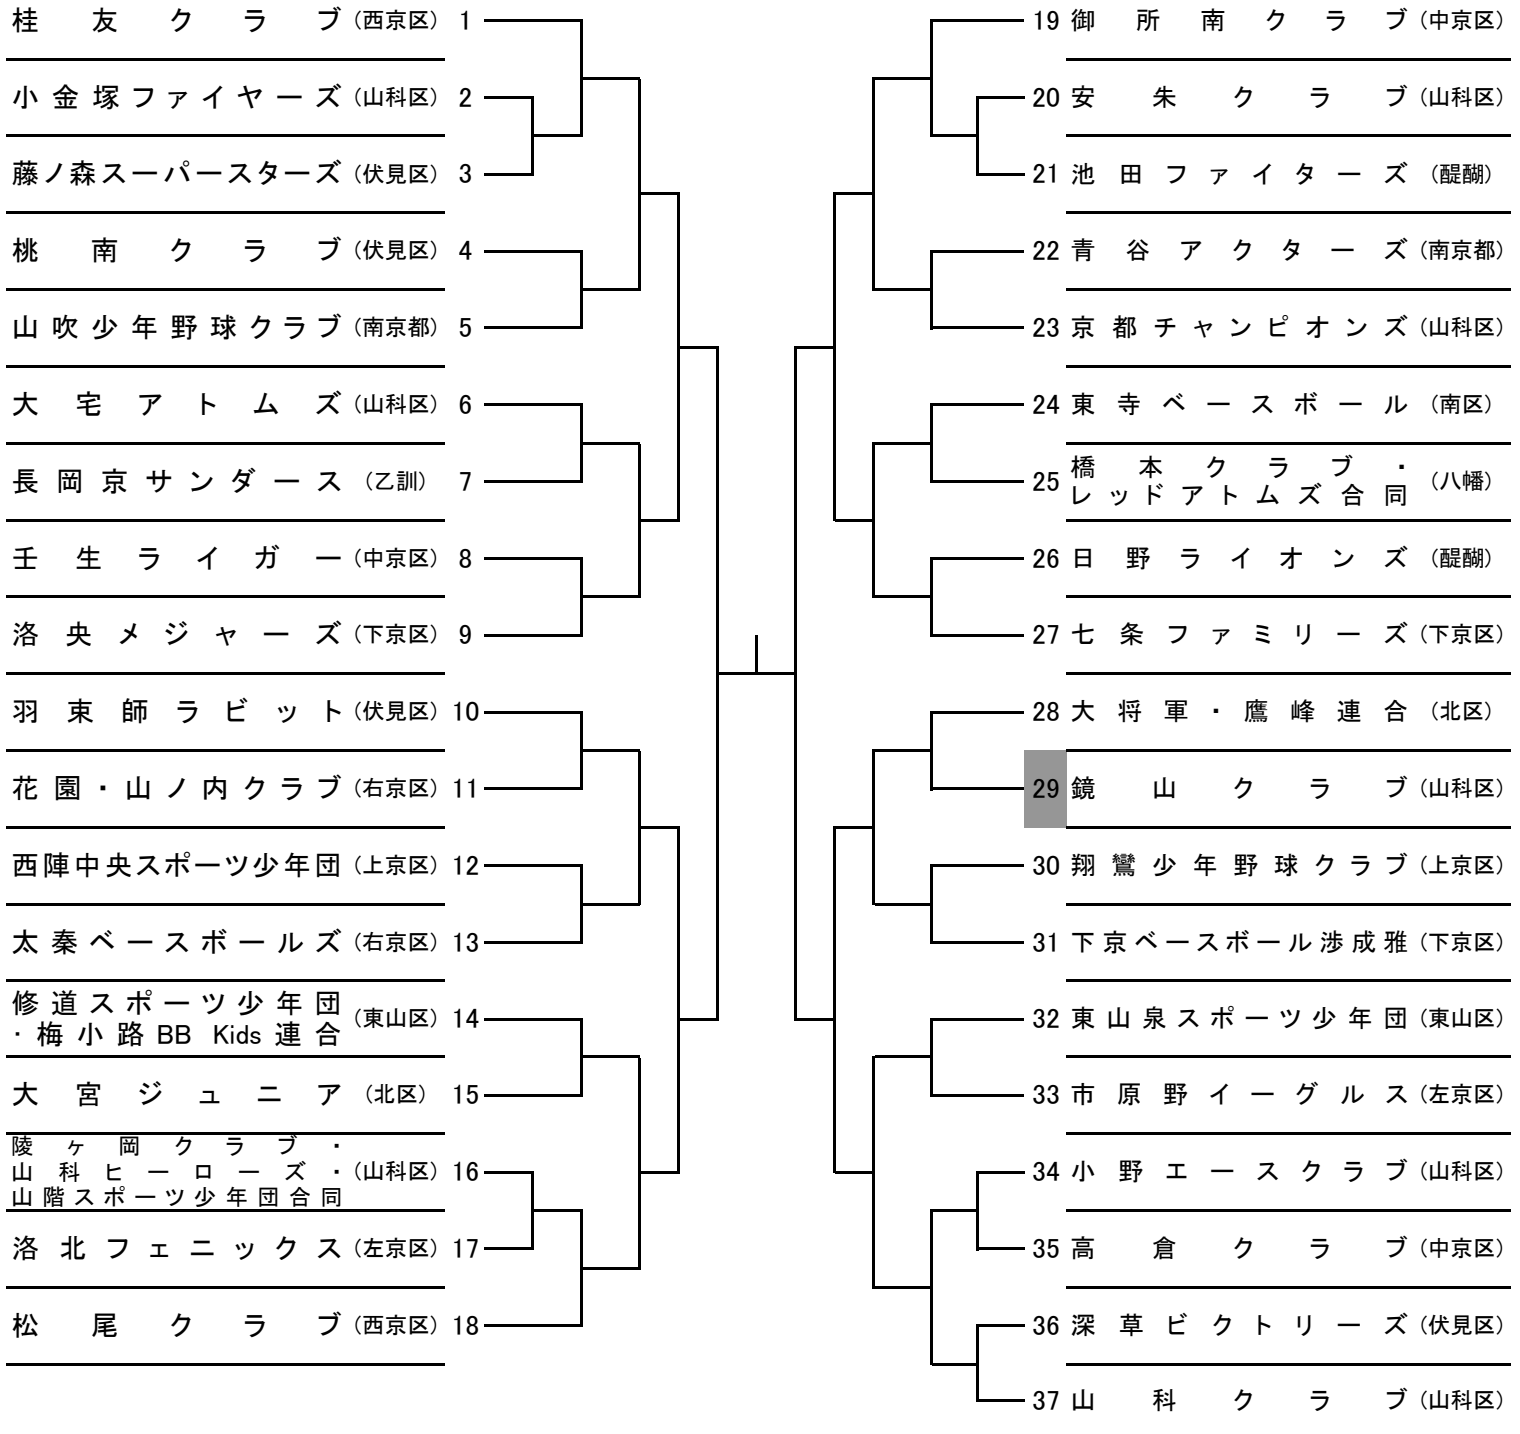 桂友クラブ（西京区） 1
小金塚ファイヤーズ（山科区） 2
藤ノ森スーパースターズ（伏見区） 3
桃南クラブ（伏見区） 4
山吹少年野球クラブ（南京都） 5
大宅アトムズ（山科区） 6
長岡京サンダース（乙訓） 7
壬生ライガー（中京区） 8
洛央メジャーズ（下京区） 9
羽束師ラビット（伏見区） 10
花園・山ノ内クラブ（右京区） 11
西陣中央スポーツ少年団（上京区） 12
太秦ベースボールズ（右京区） 13
修道スポーツ少年団
・梅小路BB Kids連合（東山区） 14
大宮ジュニア（北区） 15
陵ヶ岡クラブ・
山科ヒーローズ・（山科区） 16
山階スポーツ少年団合同
洛北フェニックス（左京区） 17
松尾クラブ（西京区） 18
19 御所南クラブ（中京区）
20 安朱クラブ（山科区）
21 池田ファイターズ（醍醐）
22 青谷アクターズ（南京都）
23 京都チャンピオンズ（山科区）
24 東寺ベースボール（南区）
25 橋本クラブ・
レッドアトムズ合同（八幡）
26 日野ライオンズ（醍醐）
27 七条ファミリーズ（下京区）
28 大将軍・鷹峰連合（北区）
29 鏡山クラブ（山科区）
30 翔鸞少年野球クラブ（上京区）
31 下京ベースボール渉成雅（下京区）
32 東山泉スポーツ少年団（東山区）
33 市原野イーグルス（左京区）
34 小野エースクラブ（山科区）
35 高倉クラブ（中京区）
36 深草ビクトリーズ（伏見区）
37 山科クラブ（山科区）